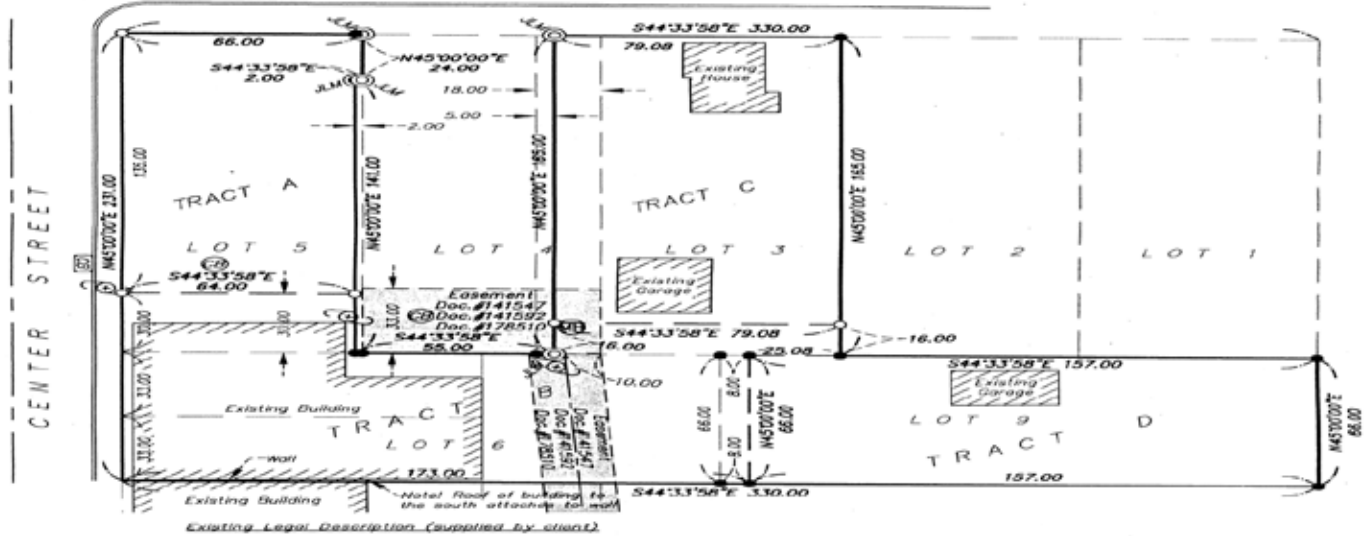 S44°33'58"E 330.00
66.00
79.08
N45°00'00"E
24.00
S44°33'58"E
2.00
18.00
5.00
2.00
Existing
House
CENTER STREET
N45°00'00"E 231.00
135.00
N45°00'00"E 141.00
N45°00'00"E 165.00
N45°00'00"E 165.00
TRACT A
TRACT C
LOT 5
LOT 4
LOT 3
LOT 2
LOT 1
S44°33'58"E
64.00
Easement
Doc.#141547
Doc.#141592
Doc.#178510
Existing
Garage
33.00
S44°33'58"E 79.08
S44°33'58"E
55.00
16.00
16.00
10.00
25.08
S44°33'58"E 157.00
33.00
33.00
Existing Building
TRACT B
LOT 6
Easement
Doc.#141547
Doc.#141592
Doc.#178510
66.00
8.00
8.00
N45°00'00"E
66.00
Existing
Garage
LOT 9
TRACT D
N45°00'00"E
66.00
Wall
173.00
157.00
S44°33'58"E 330.00
Existing Building
Note! Roof of building to
the south attaches to wall
Existing Legal Description (supplied by client)